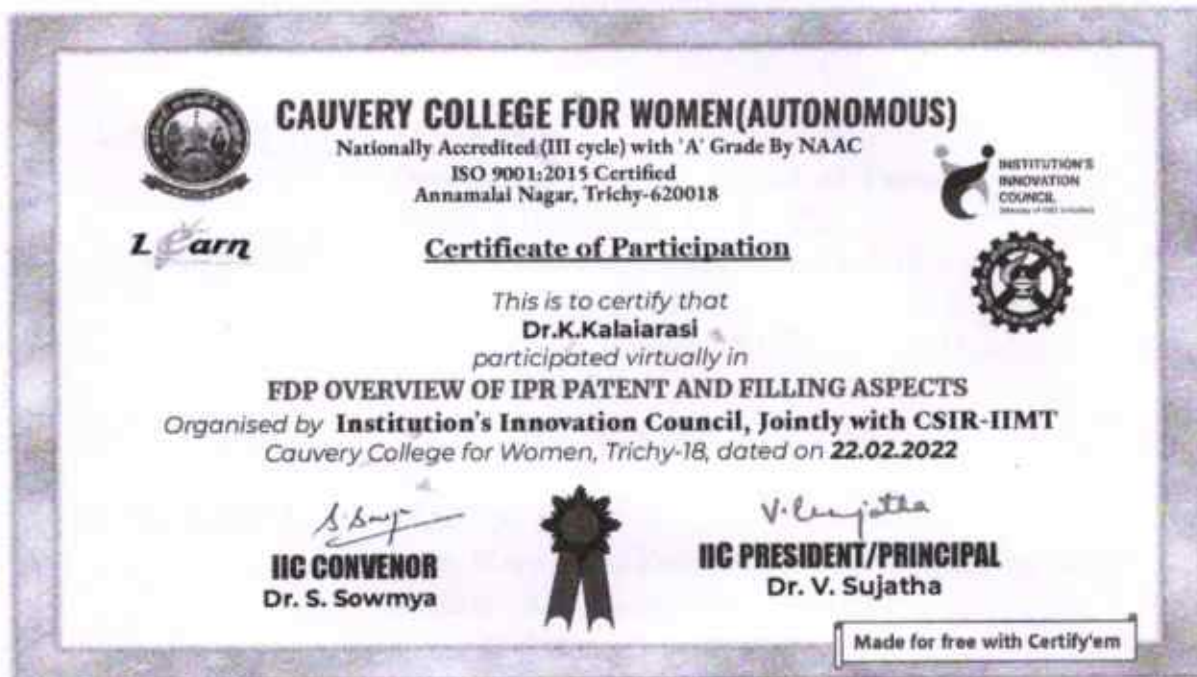 CAUVERY COLLEGE FOR WOMEN(AUTONOMOUS)
Nationally Accredited (III cycle) with 'A' Grade By NAAC
ISO 9001:2015 Certified
Annamalai Nagar, Trichy-620018
INSTITUTION'S
INNOVATION
COUNCIL
Learn
Certificate of Participation
This is to certify that
Dr.K.Kalaiarasi
participated virtually in
FDP OVERVIEW OF IPR PATENT AND FILLING ASPECTS
Organised by Institution's Innovation Council, Jointly with CSIR-IIMT
Cauvery College for Women, Trichy-18, dated on 22.02.2022
V. Sujatha
IIC CONVENOR
Dr. S. Sowmya
IIC PRESIDENT/PRINCIPAL
Dr. V. Sujatha
Made for free with Certify'em